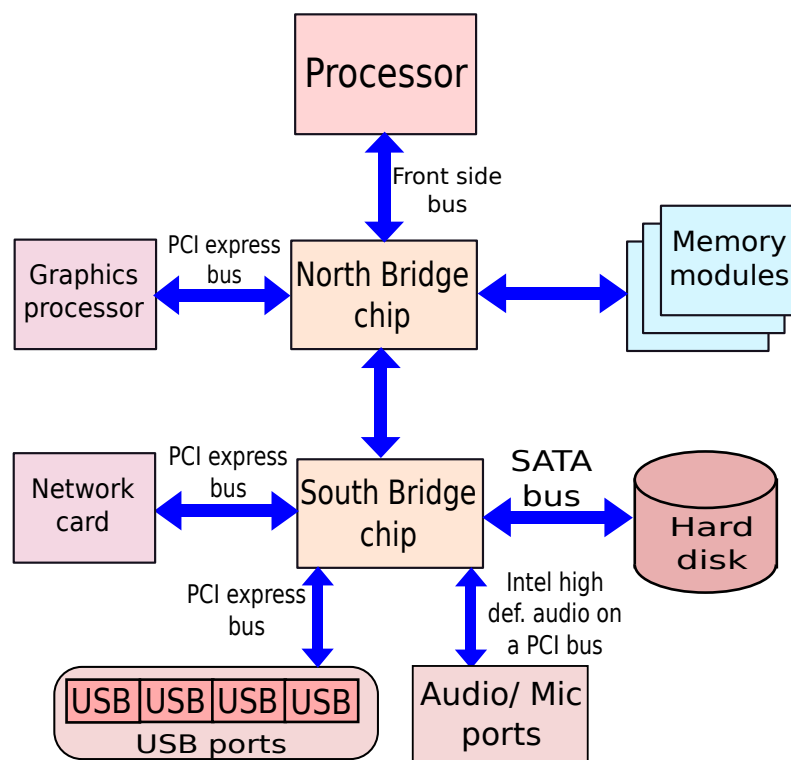 Processor
Front side
bus
PCI express
bus
Graphics
processor
North Bridge
chip
Memory
modules
PCI express
bus
Network
card
South Bridge
chip
SATA
bus
Hard
disk
PCI express
bus
Intel high
def. audio on
a PCI bus
USB USB USB USB
USB ports
Audio/ Mic
ports